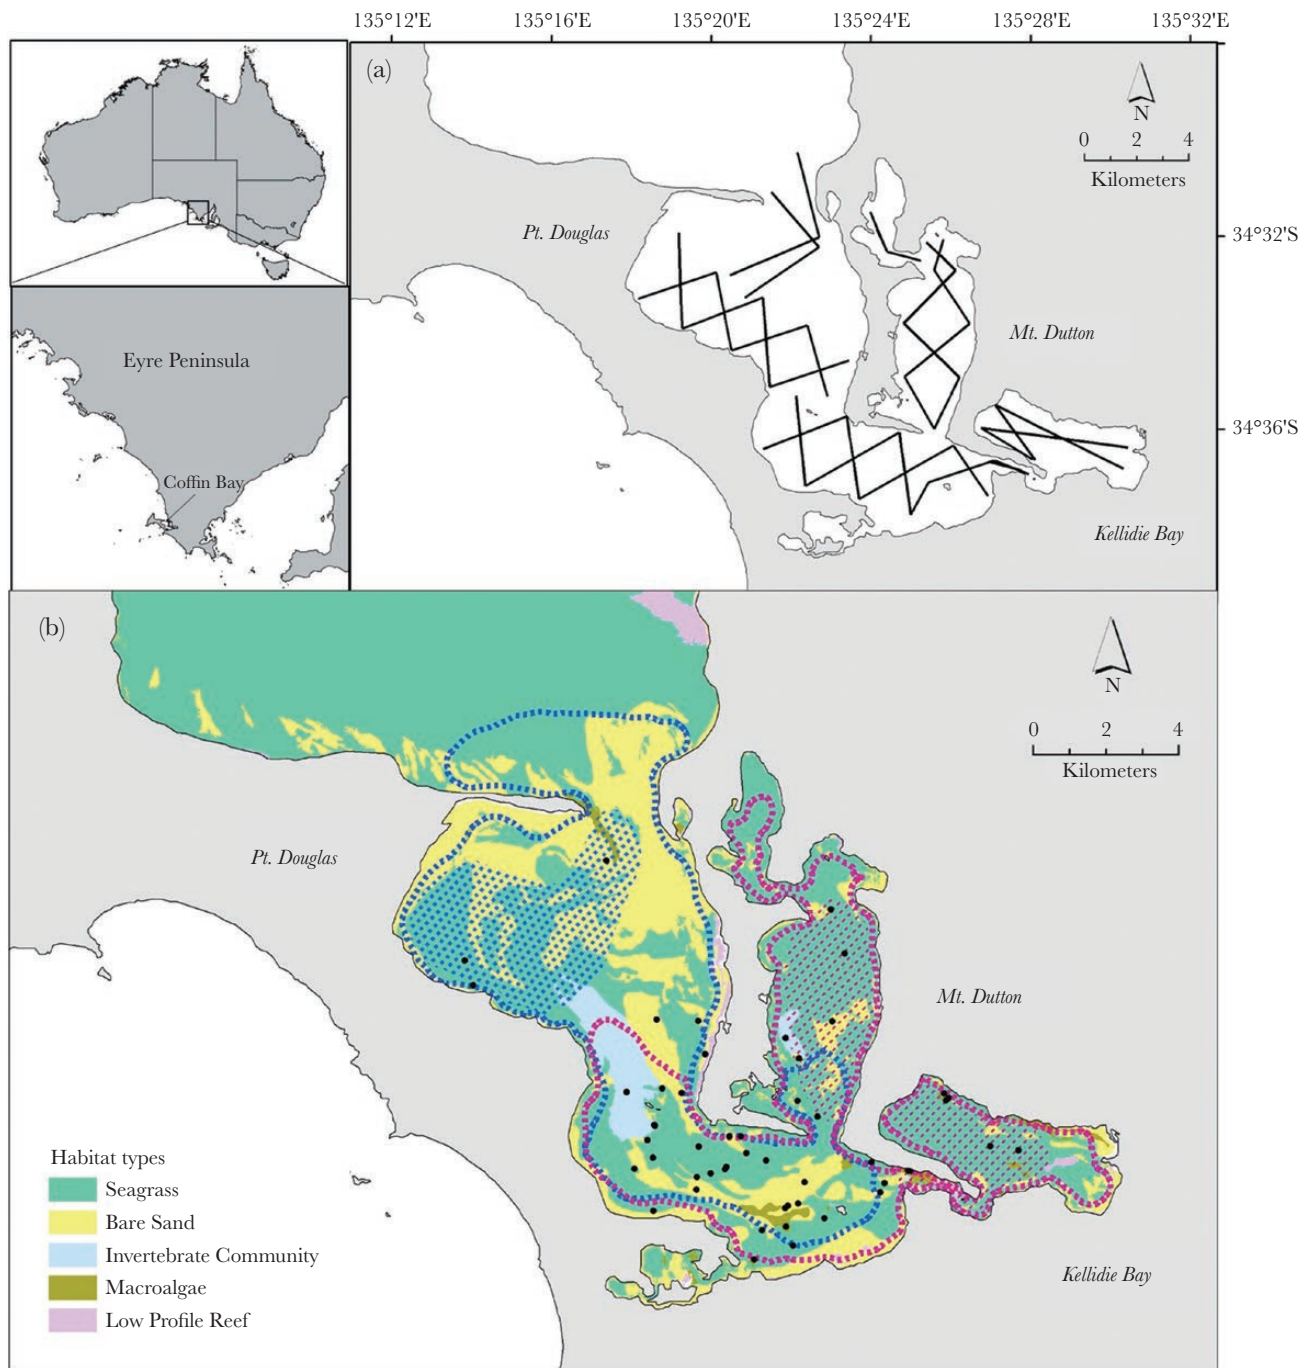 135°12'E 135°16'E 135°20'E 135°24'E 135°28'E 135°32'E
(a)
N
0 2 4
Kilometers
Pt. Douglas
34°32'S
Mt. Dutton
34°36'S
Kellidie Bay
Eyre Peninsula
Coffin Bay
(b)
N
0 2 4
Kilometers
Pt. Douglas
Mt. Dutton
Kellidie Bay
Habitat types
Seagrass
Bare Sand
Invertebrate Community
Macroalgae
Low Profile Reef